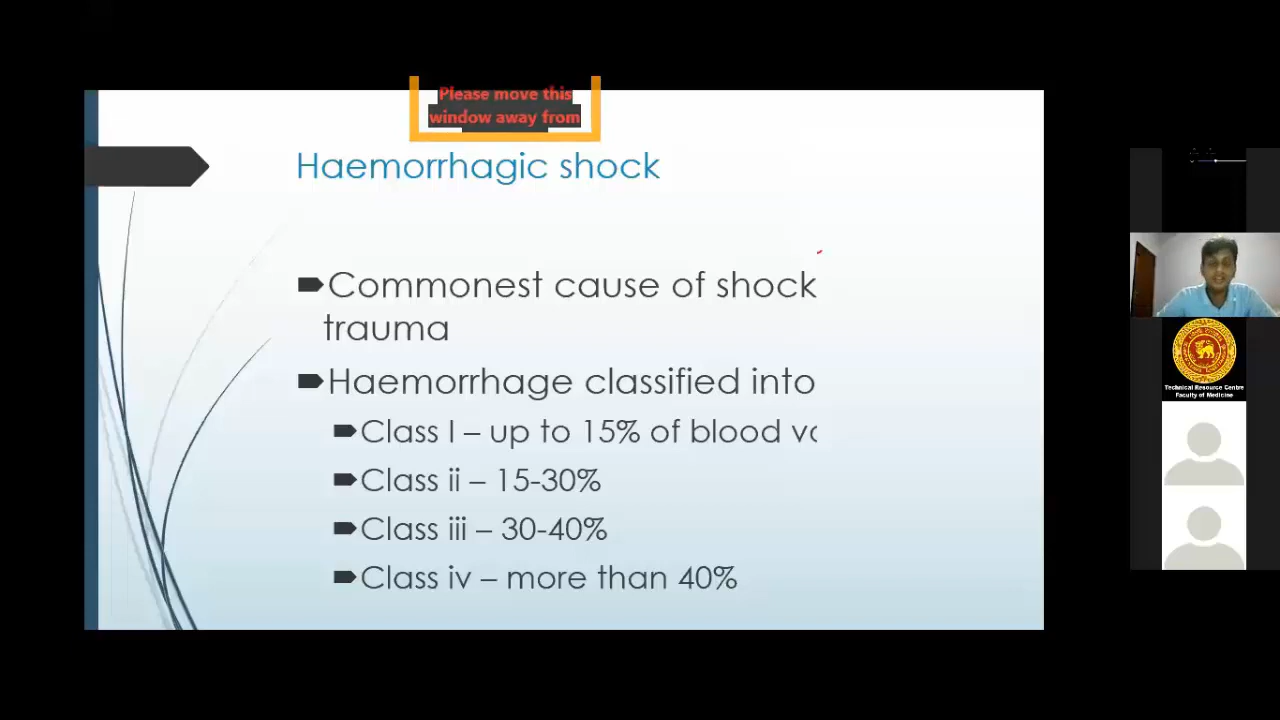 Please move this
window away from
Haemorrhagic shock
Commonest cause of shock
trauma
Haemorrhage classified into
Class I – up to 15% of blood
Class ii – 15-30%
Class iii – 30-40%
Class iv – more than 40%
Technical Resource Centre
Faculty of Medicine